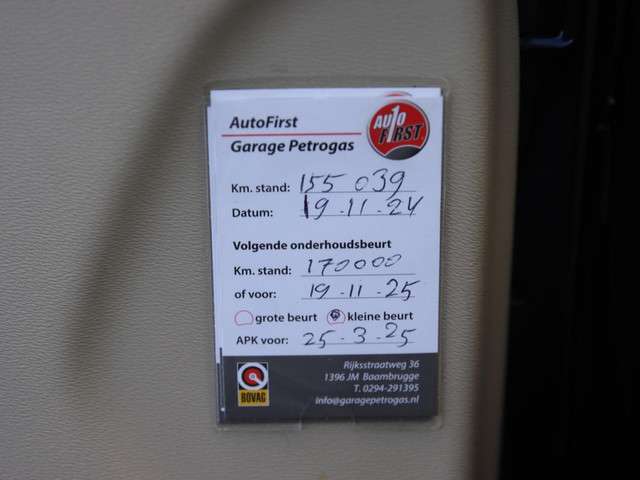 AutoFirst
AUTO FIRST
Garage Petrogas
Km. stand: 155 039
Datum: 19-11-24
Volgende onderhoudsbeurt
Km. stand: 170000
of voor: 19-11-25
grote beurt kleine beurt
APK voor: 25-3-25
Rijksstraatweg 36
1396 JM Baambrugge
T. 0294-291395
info@garagepetrogas.nl
BOVAG